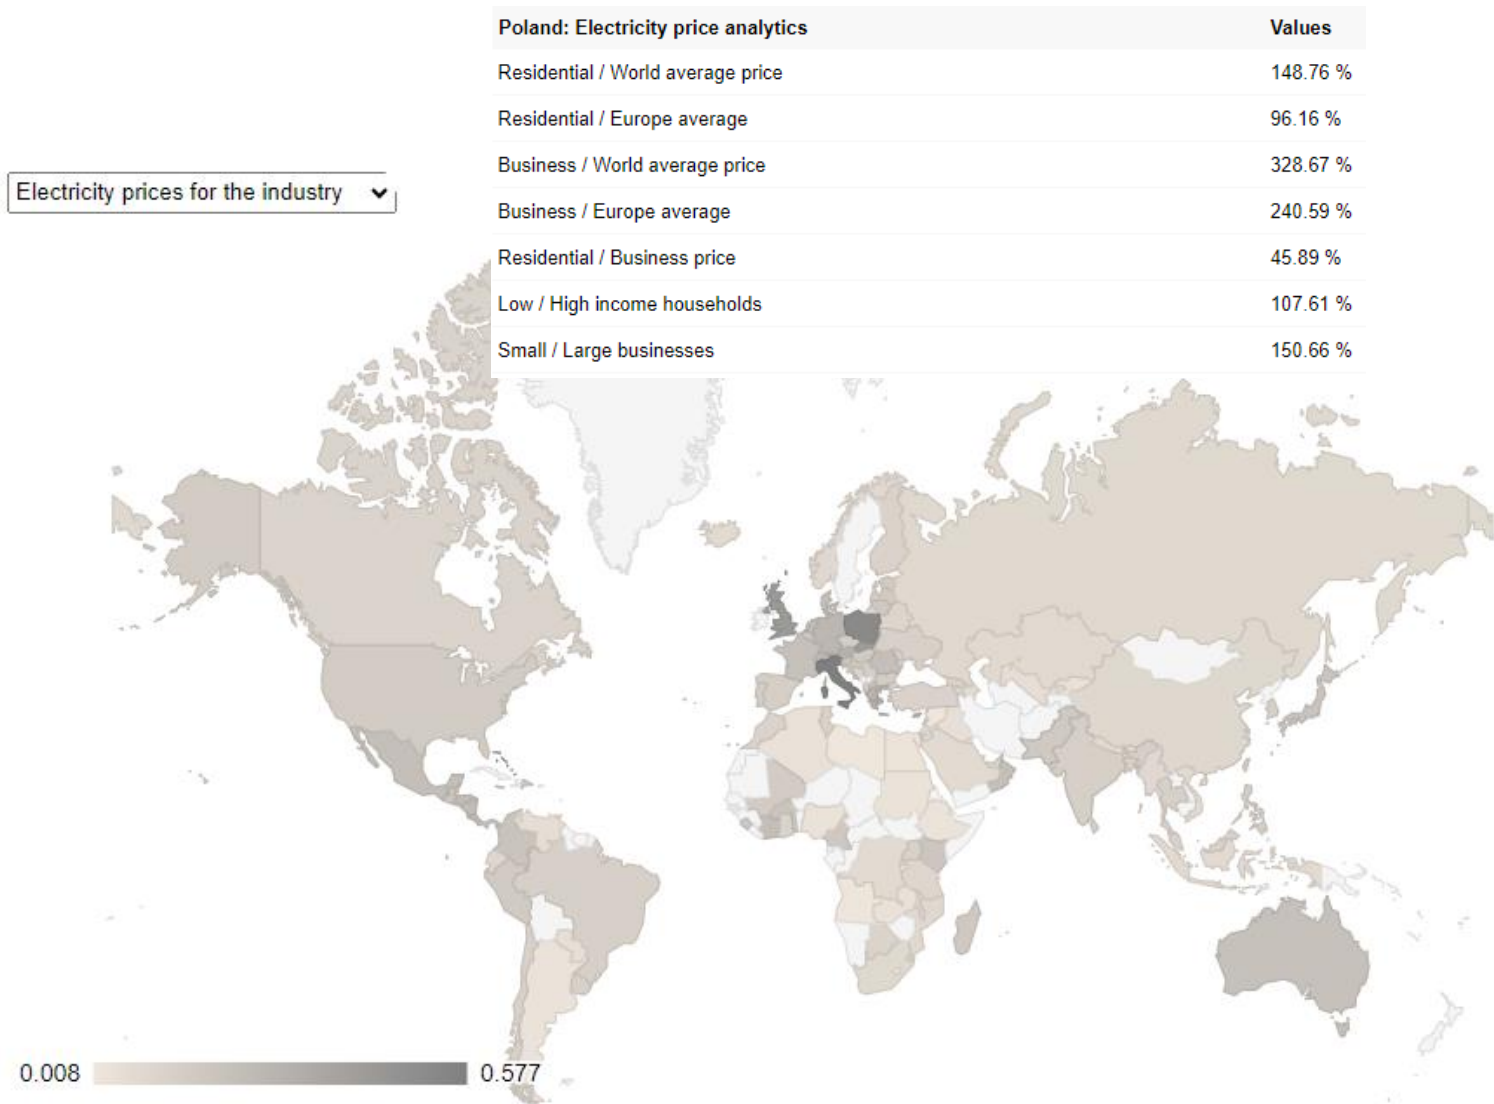 Poland: Electricity price analytics Values
Residential / World average price 148.76 %
Residential / Europe average 96.16 %
Business / World average price 328.67 %
Business / Europe average 240.59 %
Residential / Business price 45.89 %
Low / High income households 107.61 %
Small / Large businesses 150.66 %
Electricity prices for the industry
0.008 0.577